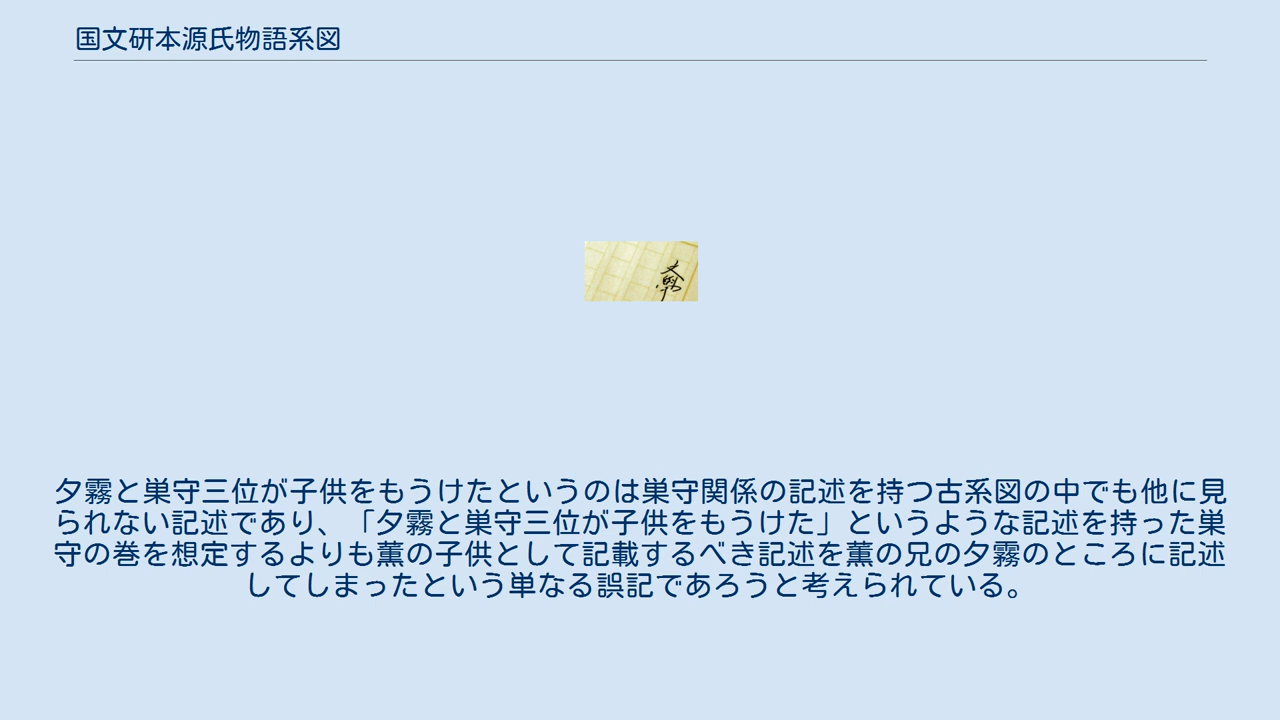 国文研本源氏物語系図
夕霧と巣守三位が子供をもうけたというのは巣守関係の記述を持つ古系図の中でも他に見
られない記述であり、「夕霧と巣守三位が子供をもうけた」というような記述を持った巣
守の巻を想定するよりも薫の子供として記載するべき記述を薫の兄の夕霧のところに記述
してしまったという単なる誤記であろうと考えられている。